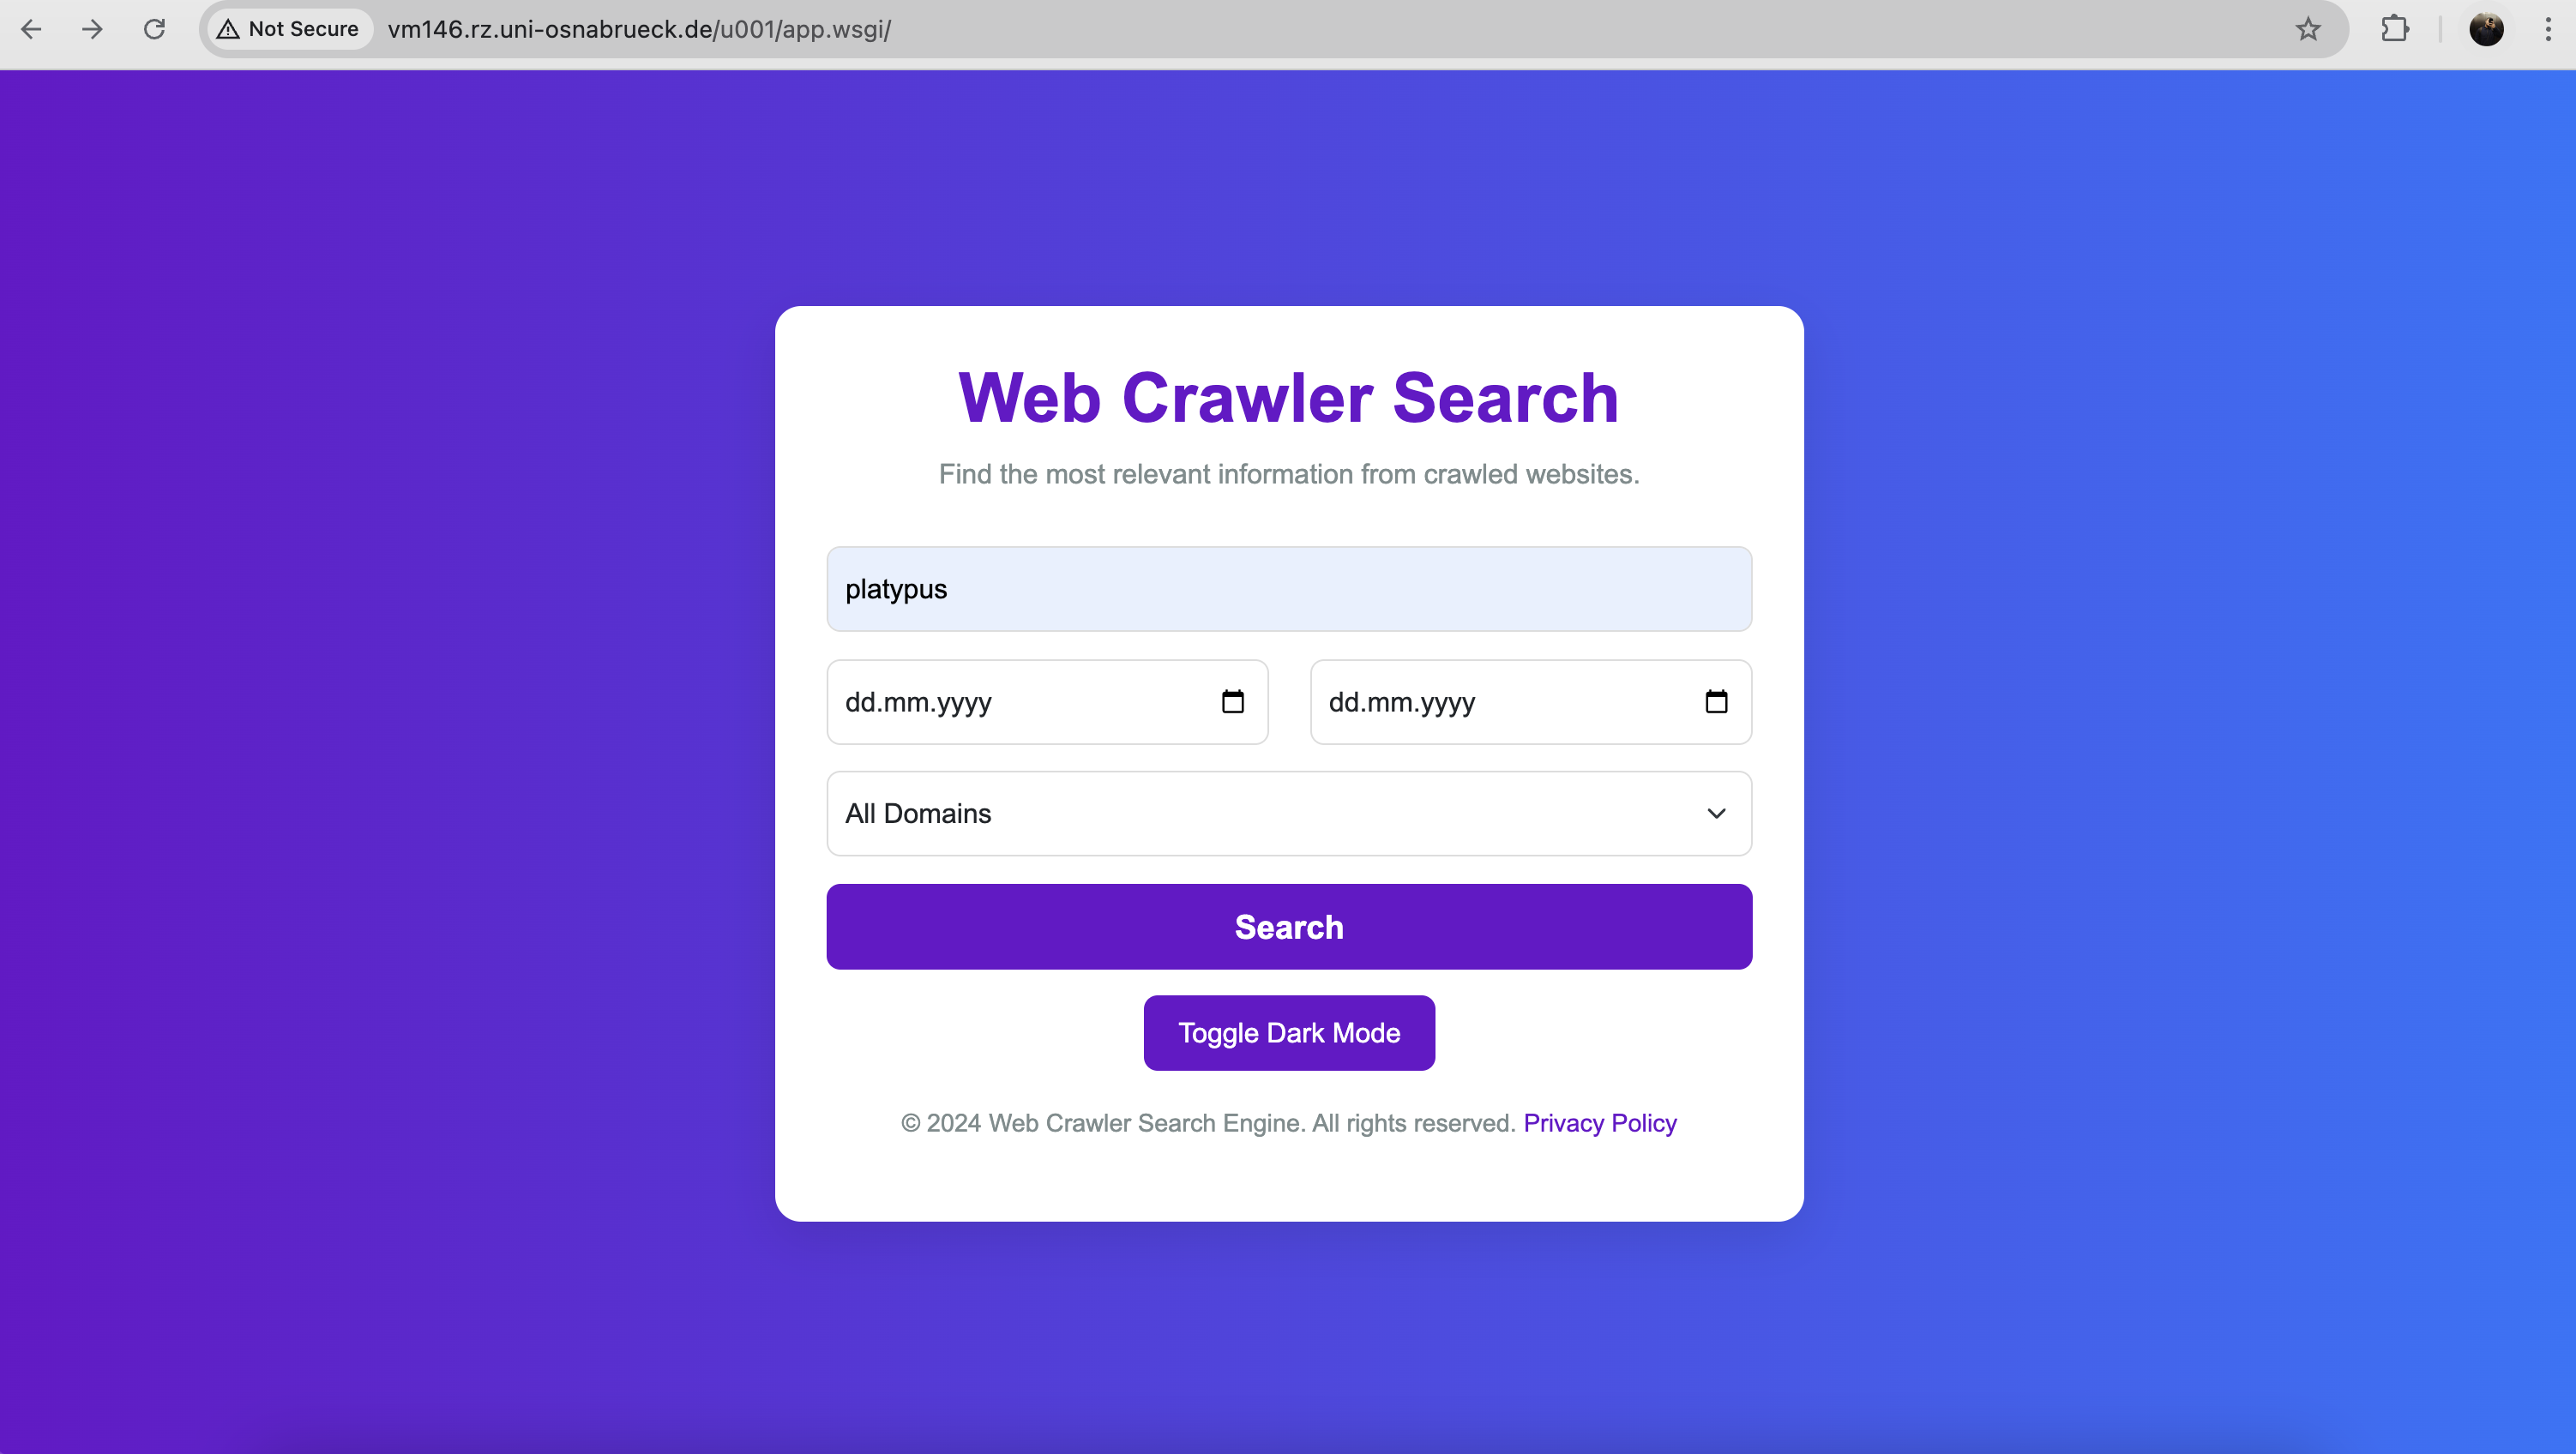 Not Secure vm146.rz.uni-osnabrueck.de/u001/app.wsgi/
Web Crawler Search
Find the most relevant information from crawled websites.
platypus
dd.mm.yyyy dd.mm.yyyy
All Domains
Search
Toggle Dark Mode
© 2024 Web Crawler Search Engine. All rights reserved. Privacy Policy